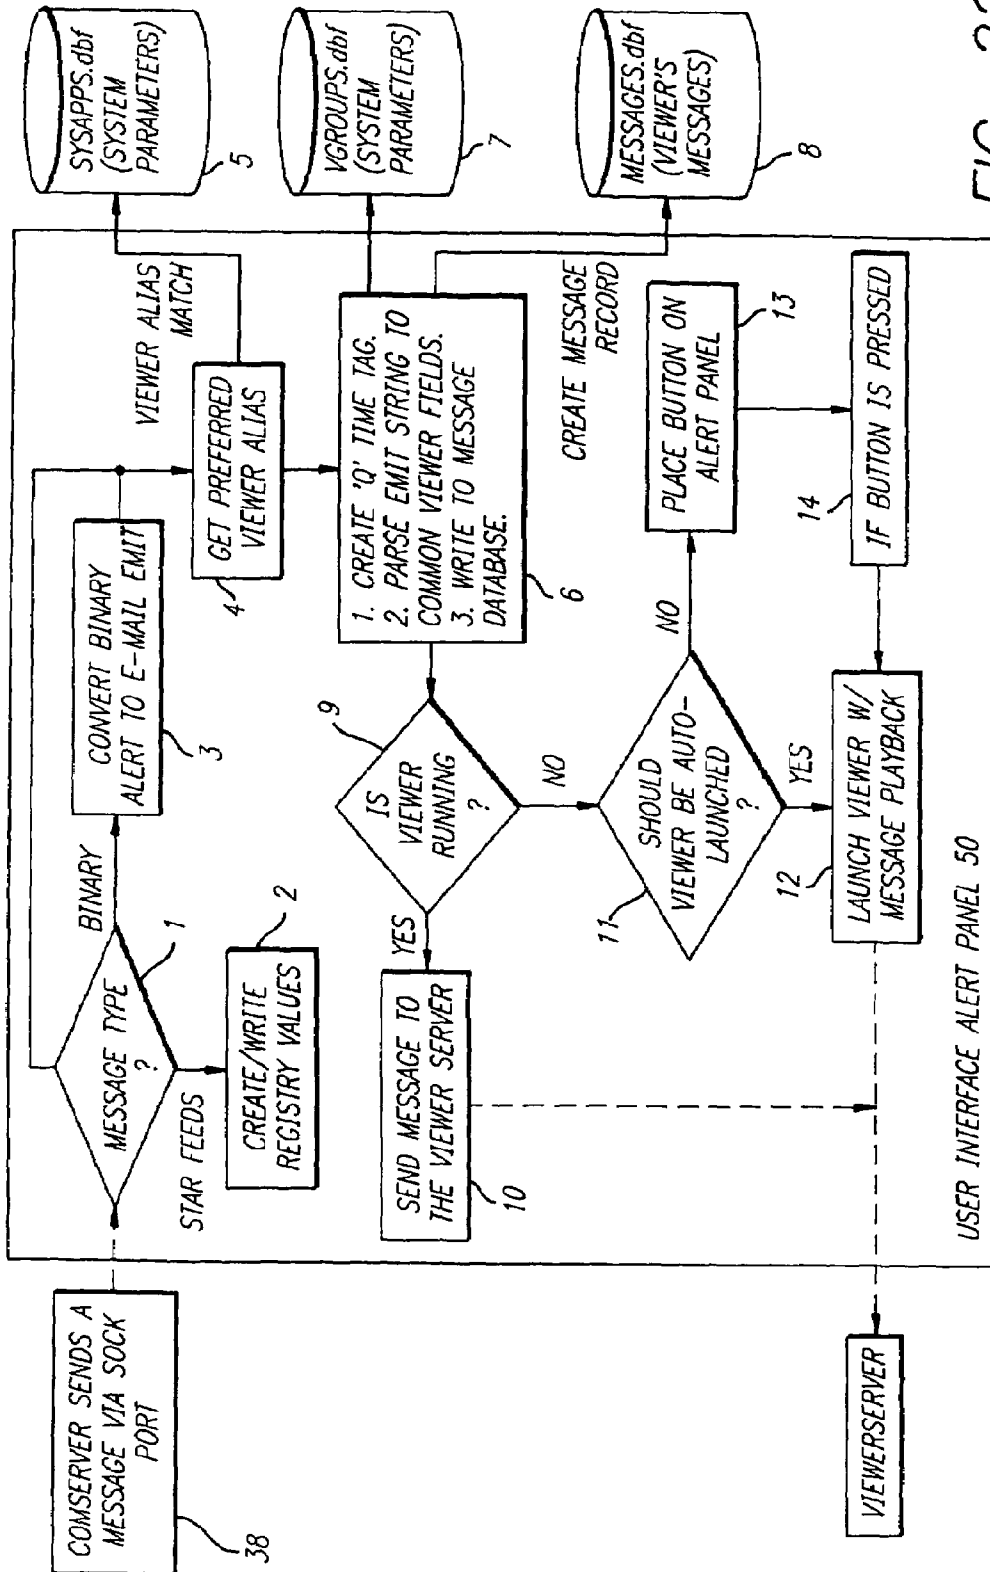 COMSERVER SENDS A
MESSAGE VIA SOCK
PORT
38
MESSAGE TYPE
?
1
BINARY
STAR FEEDS
CREATE/WRITE
REGISTRY VALUES
2
CONVERT BINARY
ALERT TO E-MAIL EMIT
3
GET PREFERRED
VIEWER ALIAS
4
VIEWER ALIAS
MATCH
SYSAPPS.dbf
(SYSTEM
PARAMETERS)
5
1. CREATE 'Q' TIME TAG.
2. PARSE EMIT STRING TO
COMMON VIEWER FIELDS.
3. WRITE TO MESSAGE
DATABASE.
6
VGROUPS.dbf
(SYSTEM
PARAMETERS)
7
CREATE MESSAGE
RECORD
MESSAGES.dbf
(VIEWER'S
MESSAGES)
8
IS
VIEWER
RUNNING
?
9
YES
NO
SEND MESSAGE TO
THE VIEWER SERVER
10
SHOULD
VIEWER BE AUTO-
LAUNCHED
?
11
NO
YES
PLACE BUTTON ON
ALERT PANEL
13
IF BUTTON IS PRESSED
14
LAUNCH VIEWER W/
MESSAGE PLAYBACK
12
VIEWERSERVER
USER INTERFACE ALERT PANEL 50